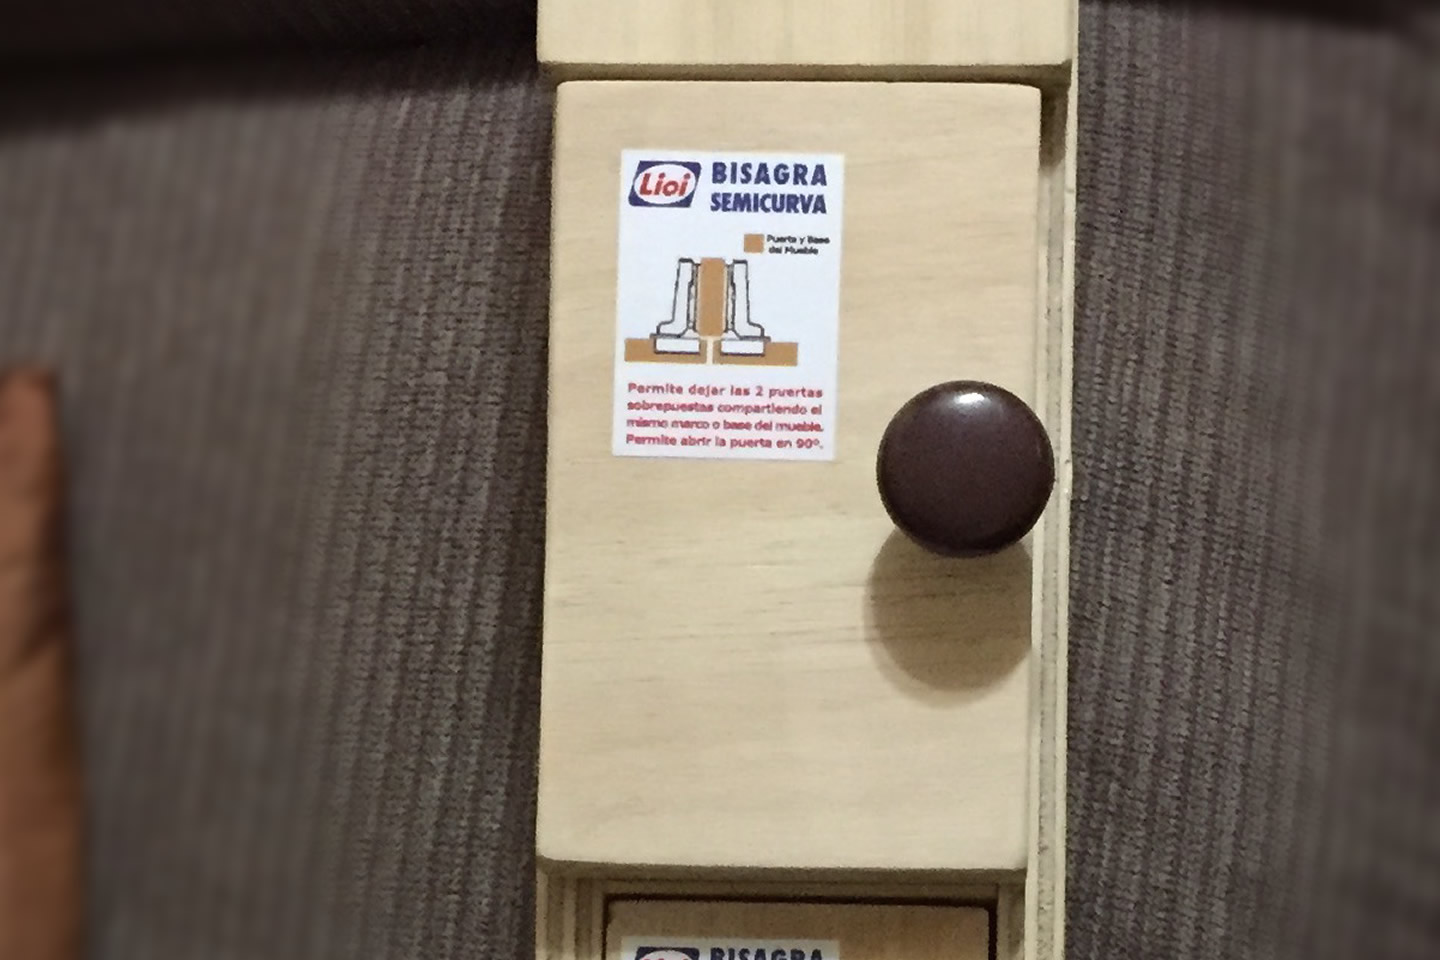 Lioi
BISAGRA
SEMICURVA
Puerta y Base
del Mueble
Permite dejar las 2 puertas
sobrepuestas compartiendo el
mismo marco o base del mueble.
Permite abrir la puerta en 90º.
BISAGRA